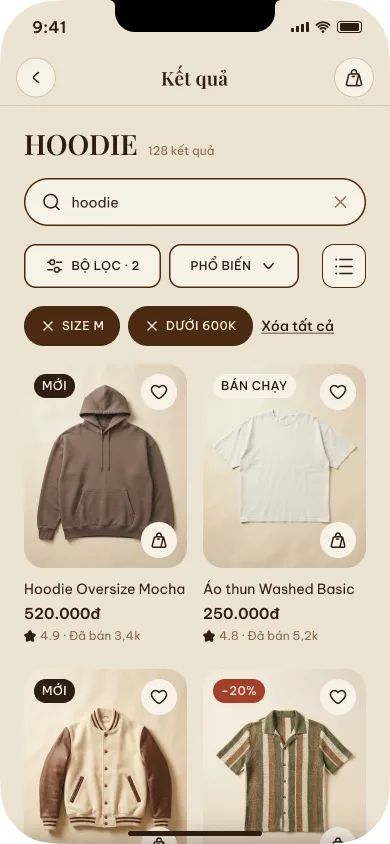 9:41
Kết quả
HOODIE 128 kết quả
hoodie
BỘ LỌC · 2
PHỔ BIẾN
SIZE M
DƯỚI 600K
Xóa tất cả
MỚI
BÁN CHẠY
Hoodie Oversize Mocha
520.000đ
4.9 · Đã bán 3,4k
Áo thun Washed Basic
250.000đ
4.8 · Đã bán 5,2k
MỚI
-20%